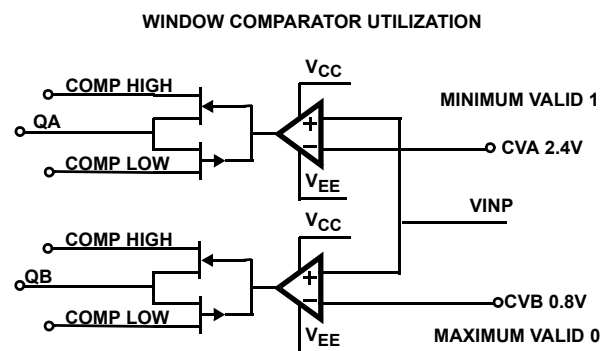 WINDOW COMPARATOR UTILIZATION
VCC
COMP HIGH
MINIMUM VALID 1
QA
+
−
CVA 2.4V
COMP LOW
VEE
VINP
VCC
COMP HIGH
QB
+
−
CVB 0.8V
COMP LOW
VEE
MAXIMUM VALID 0